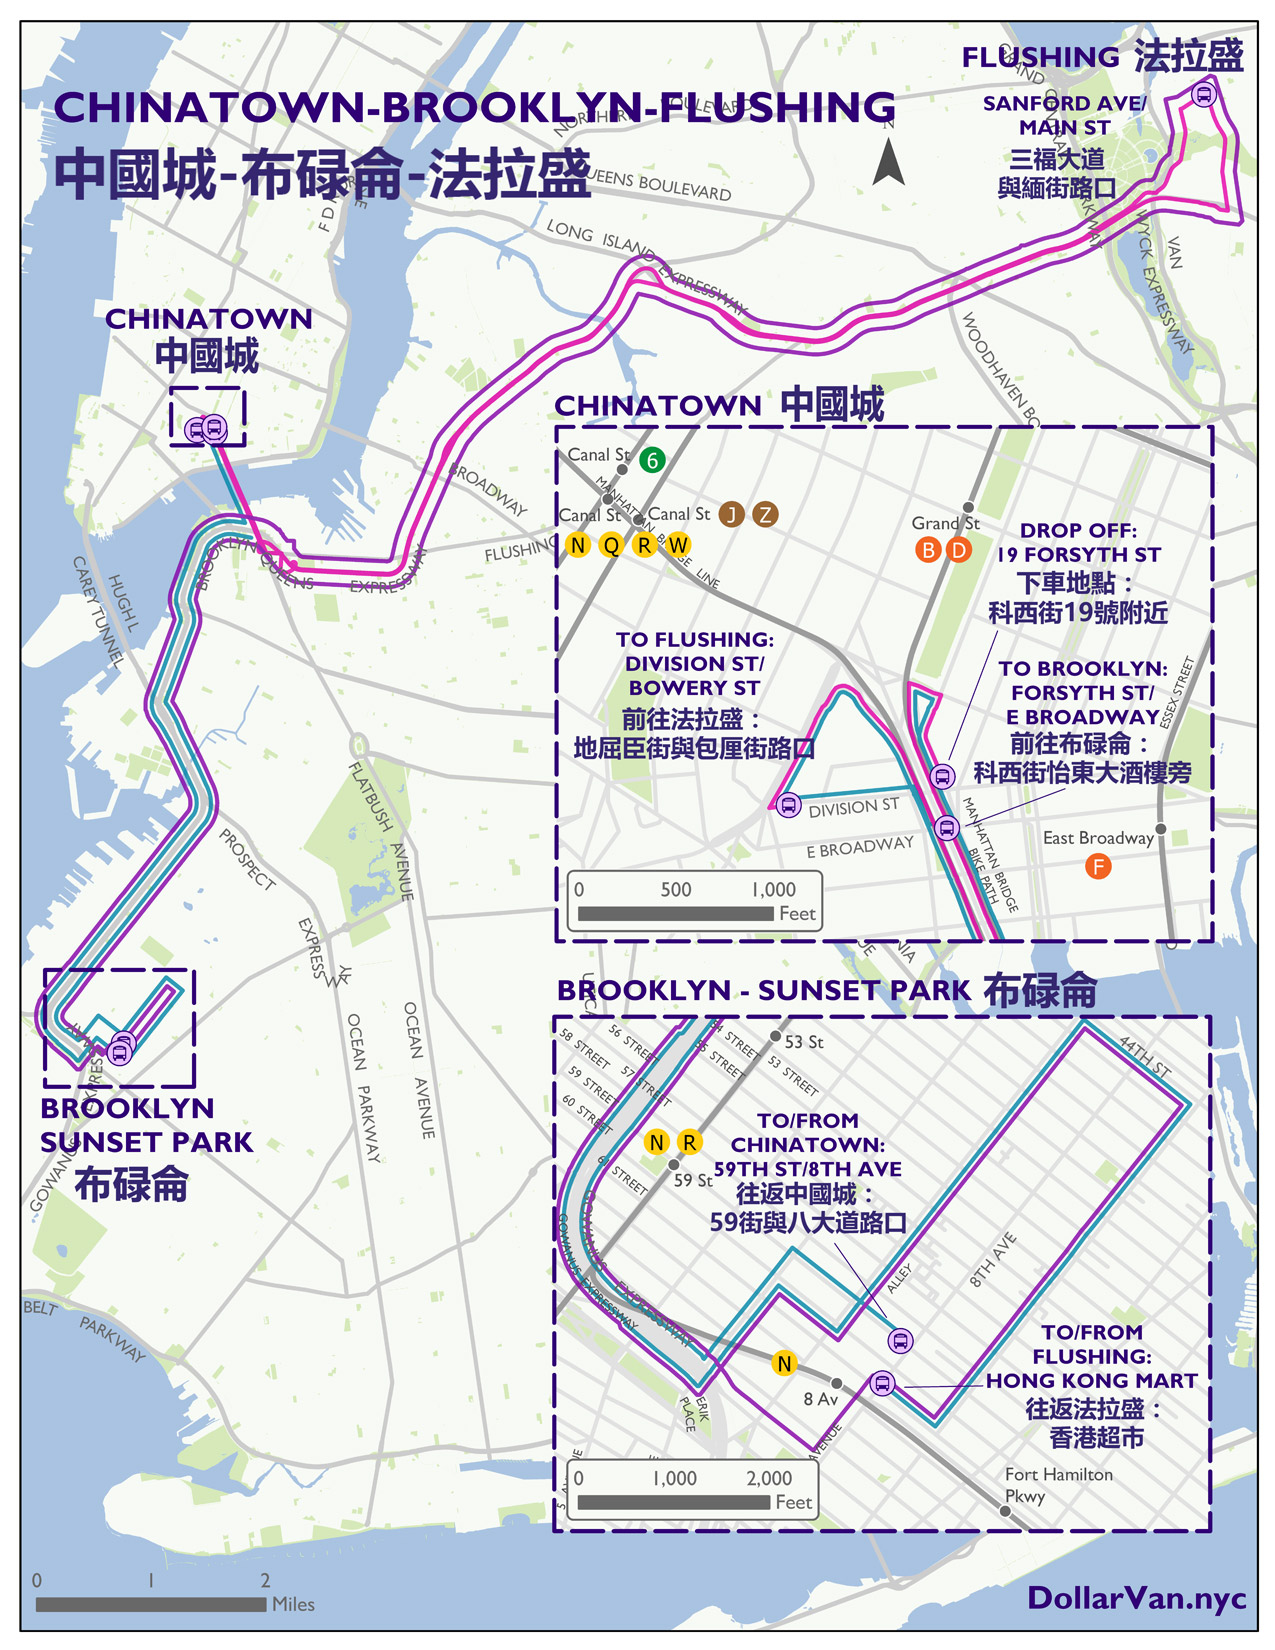 CHINATOWN-BROOKLYN-FLUSHING
中國城-布碌侖-法拉盛
FLUSHING 法拉盛
SANFORD AVE/
MAIN ST
三福大道
與緬街路口
NORTHERN BOULEVARD
QUEENS BOULEVARD
LONG ISLAND EXPRESSWAY
VAN
WYCK EXPRESSWAY
CHINATOWN
中國城
BROADWAY
FLUSHING
BROOKLYN QUEENS EXPRESSWAY
HUGH L
CAREY TUNNEL
CHINATOWN 中國城
Canal St 6
MANHATTAN BRIDGE LINE
Canal St
Canal St J Z
N Q R W
Grand St
B D
DROP OFF:
19 FORSYTH ST
下車地點：
科西街19號附近
TO FLUSHING:
DIVISION ST/
BOWERY ST
前往法拉盛：
地屈臣街與包厘街路口
TO BROOKLYN:
FORSYTH ST/
E BROADWAY
前往布碌侖：
科西街怡東大酒樓旁
ESSEX STREET
DIVISION ST
E BROADWAY
MANHATTAN BRIDGE
BIKE PATH
East Broadway
F
0 500 1,000
Feet
FLATBUSH AVENUE
PROSPECT
EXPRESS
OCEAN PARKWAY
OCEAN AVENUE
BROOKLYN
SUNSET PARK
布碌侖
BELT PARKWAY
BROOKLYN - SUNSET PARK 布碌侖
58 STREET
56 STREET
54 STREET
53 St
59 STREET
57 STREET
55 STREET
53 STREET
60 STREET
61 STREET
44TH ST
N R
59 St
TO/FROM
CHINATOWN:
59TH ST/8TH AVE
往返中國城：
59街與八大道路口
GOWANUS EXPRESSWAY
ALLEY
8TH AVE
N
8 Av
ERIK
PLACE
TO/FROM
FLUSHING:
HONG KONG MART
往返法拉盛：
香港超市
AVENUE
Fort Hamilton
Pkwy
0 1,000 2,000
Feet
0 1 2
Miles
DollarVan.nyc